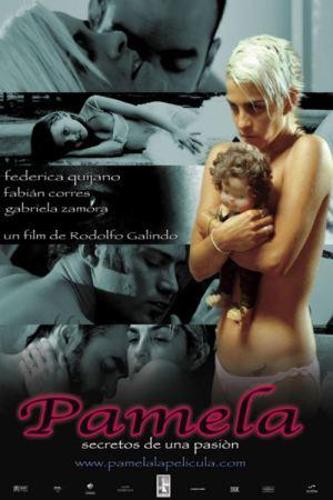 federica quijano
fabián corres
gabriela zamora
un film de Rodolfo Galindo
Pamela
secretos de una pasiòn
www.pamelalapelicula.com